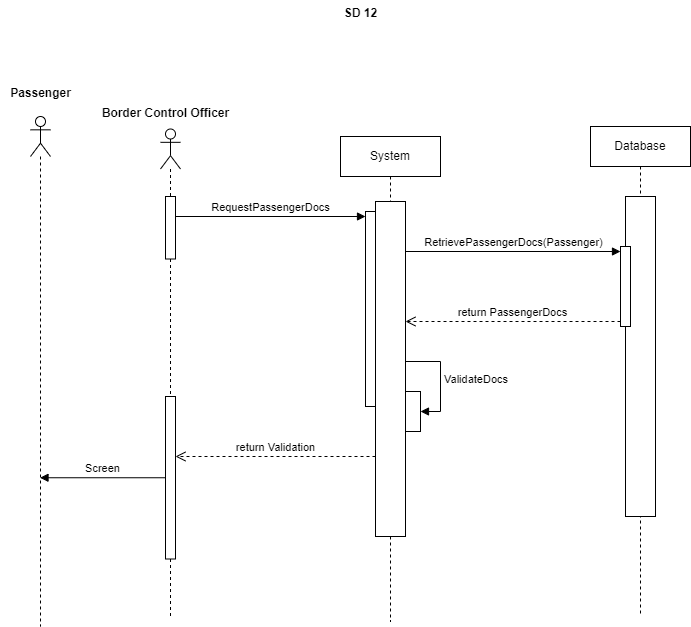 SD 12
Passenger
Border Control Officer
System
Database
RequestPassengerDocs
RetrievePassengerDocs(Passenger)
return PassengerDocs
ValidateDocs
return Validation
Screen